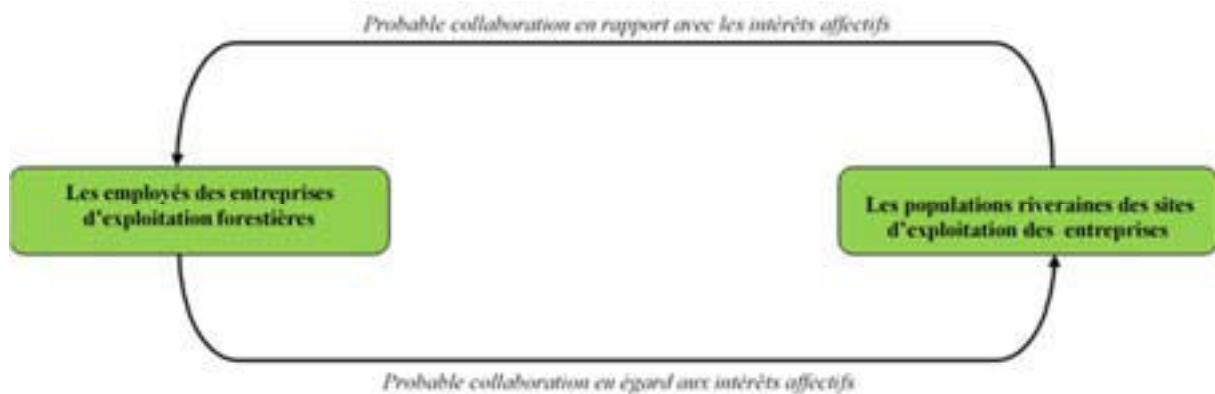 Probable collaboration en rapport avec les intérêts affectifs
Les employés des entreprises
d'exploitation forestières
Les populations riveraines des sites
d'exploitation des entreprises
Probable collaboration en égard aux intérêts affectifs